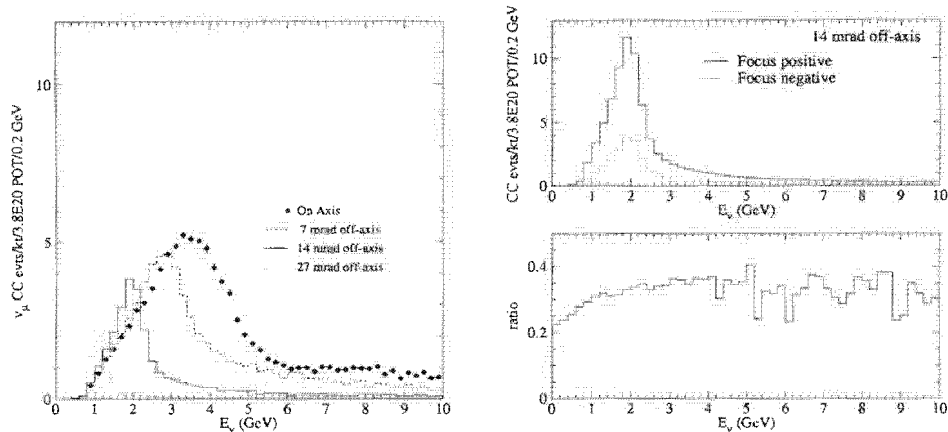 ν_μ CC evts/kt/3.8E20 POT/0.2 GeV
10
5
0
On Axis
7 mrad off-axis
14 mrad off-axis
27 mrad off-axis
0 1 2 3 4 5 6 7 8 9 10
E_ν (GeV)
CC evts/kt/3.8E20 POT/0.2 GeV
14 mrad off-axis
Focus positive
Focus negative
10
5
0
0 1 2 3 4 5 6 7 8 9 10
E_ν (GeV)
ratio
0.4
0.2
0
0 1 2 3 4 5 6 7 8 9 10
E_ν (GeV)